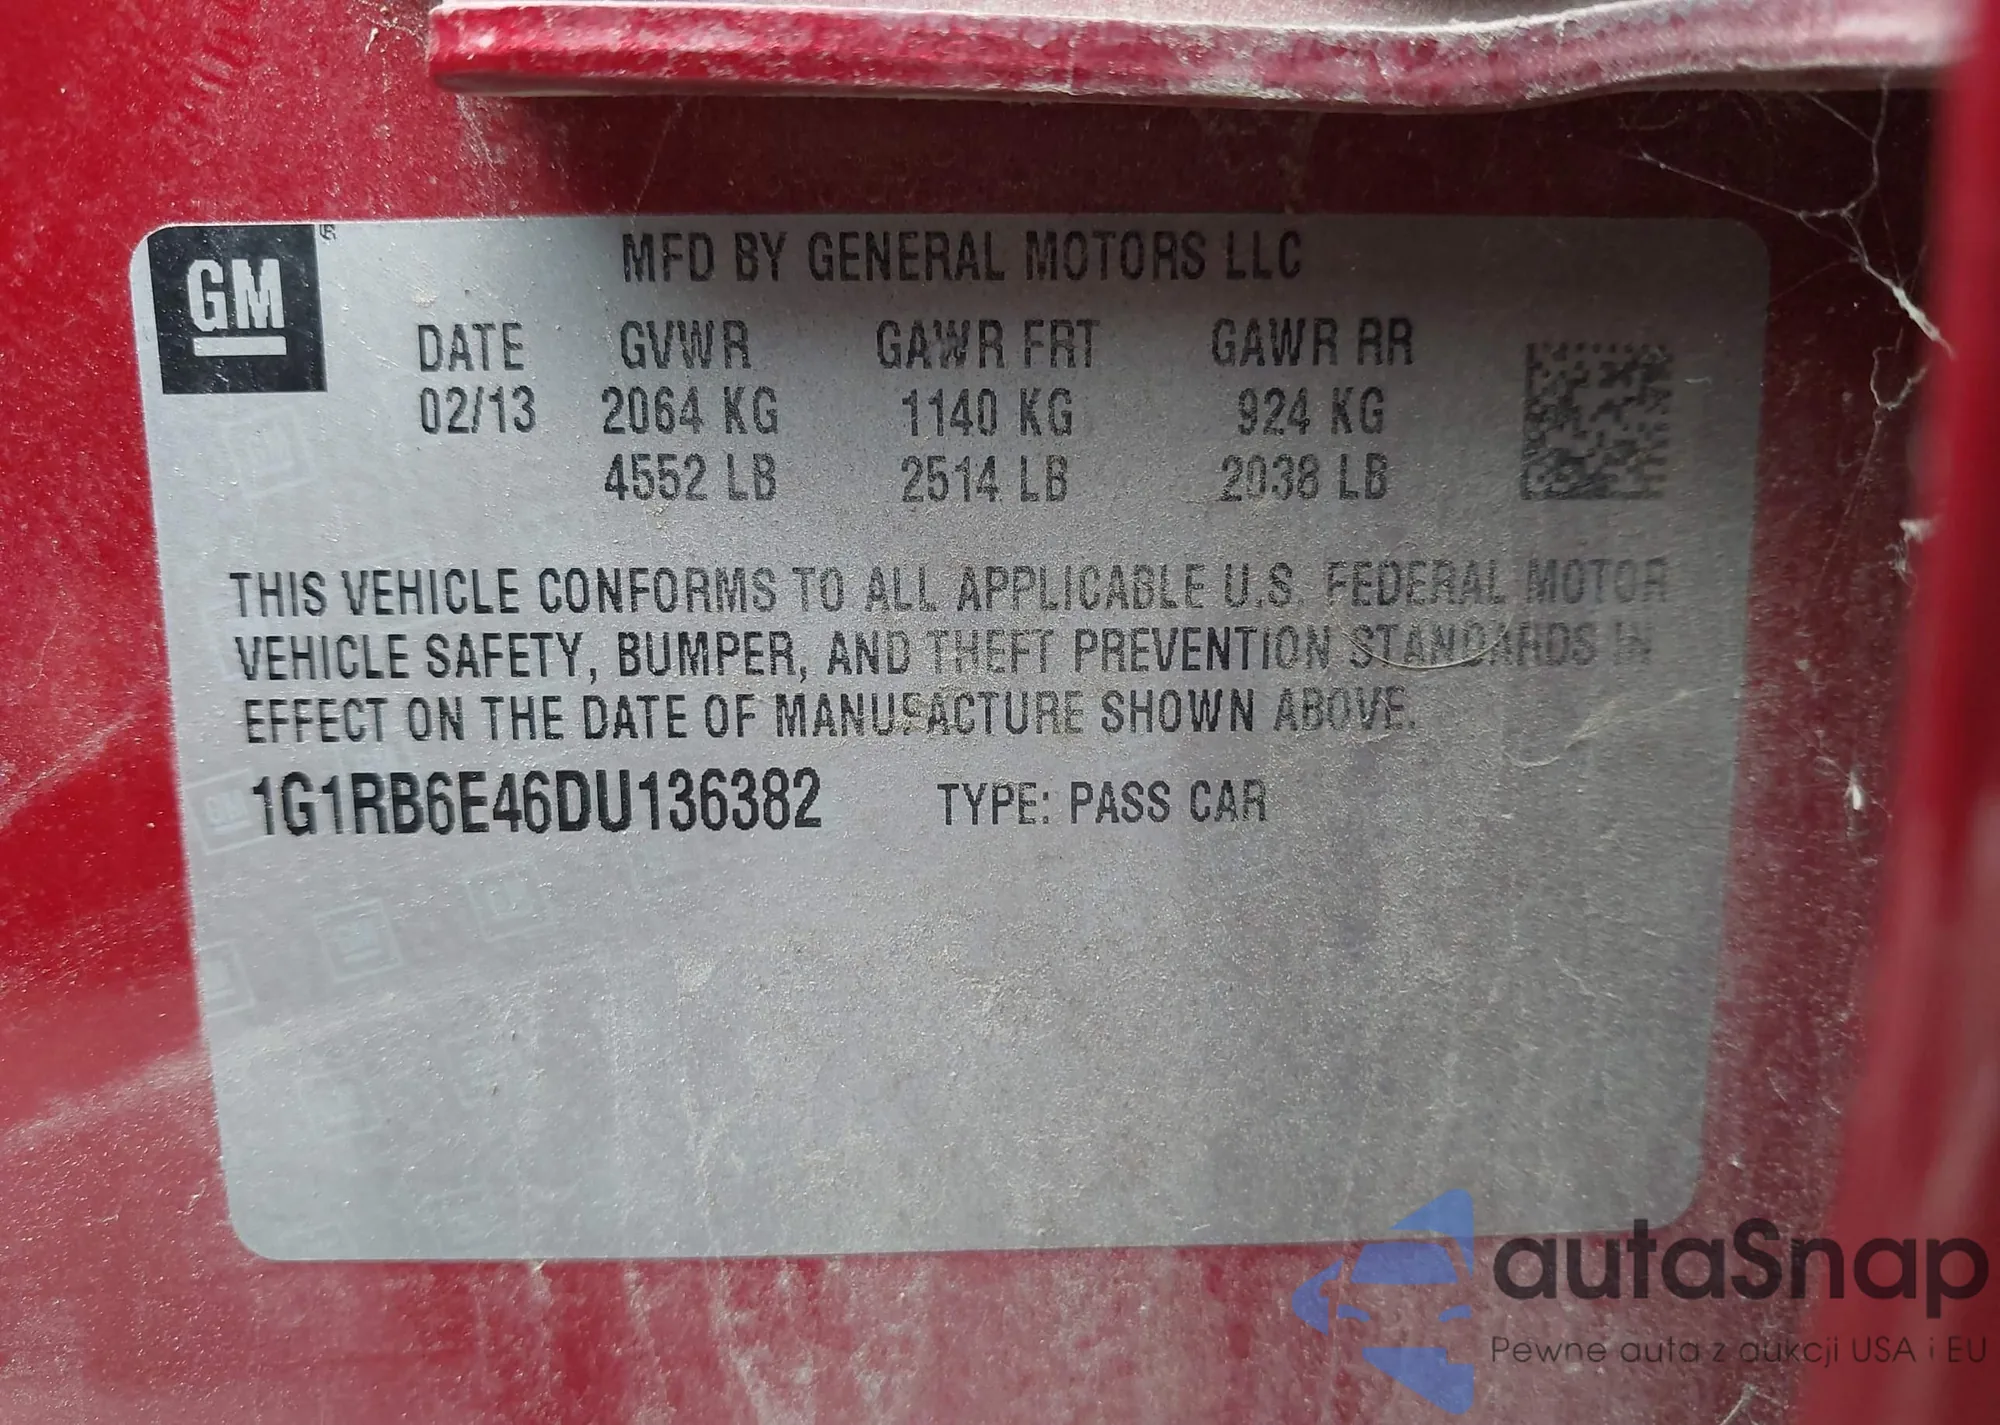 GM
MFD BY GENERAL MOTORS LLC
DATE GVWR GAWR FRT GAWR RR
02/13 2064 KG 1140 KG 924 KG
4552 LB 2514 LB 2038 LB
THIS VEHICLE CONFORMS TO ALL APPLICABLE U.S. FEDERAL MOTOR
VEHICLE SAFETY, BUMPER, AND THEFT PREVENTION STANDARDS IN
EFFECT ON THE DATE OF MANUFACTURE SHOWN ABOVE.
1G1RB6E46DU136382 TYPE: PASS CAR
autaSnap
Pewne auta z aukcji USA i EU